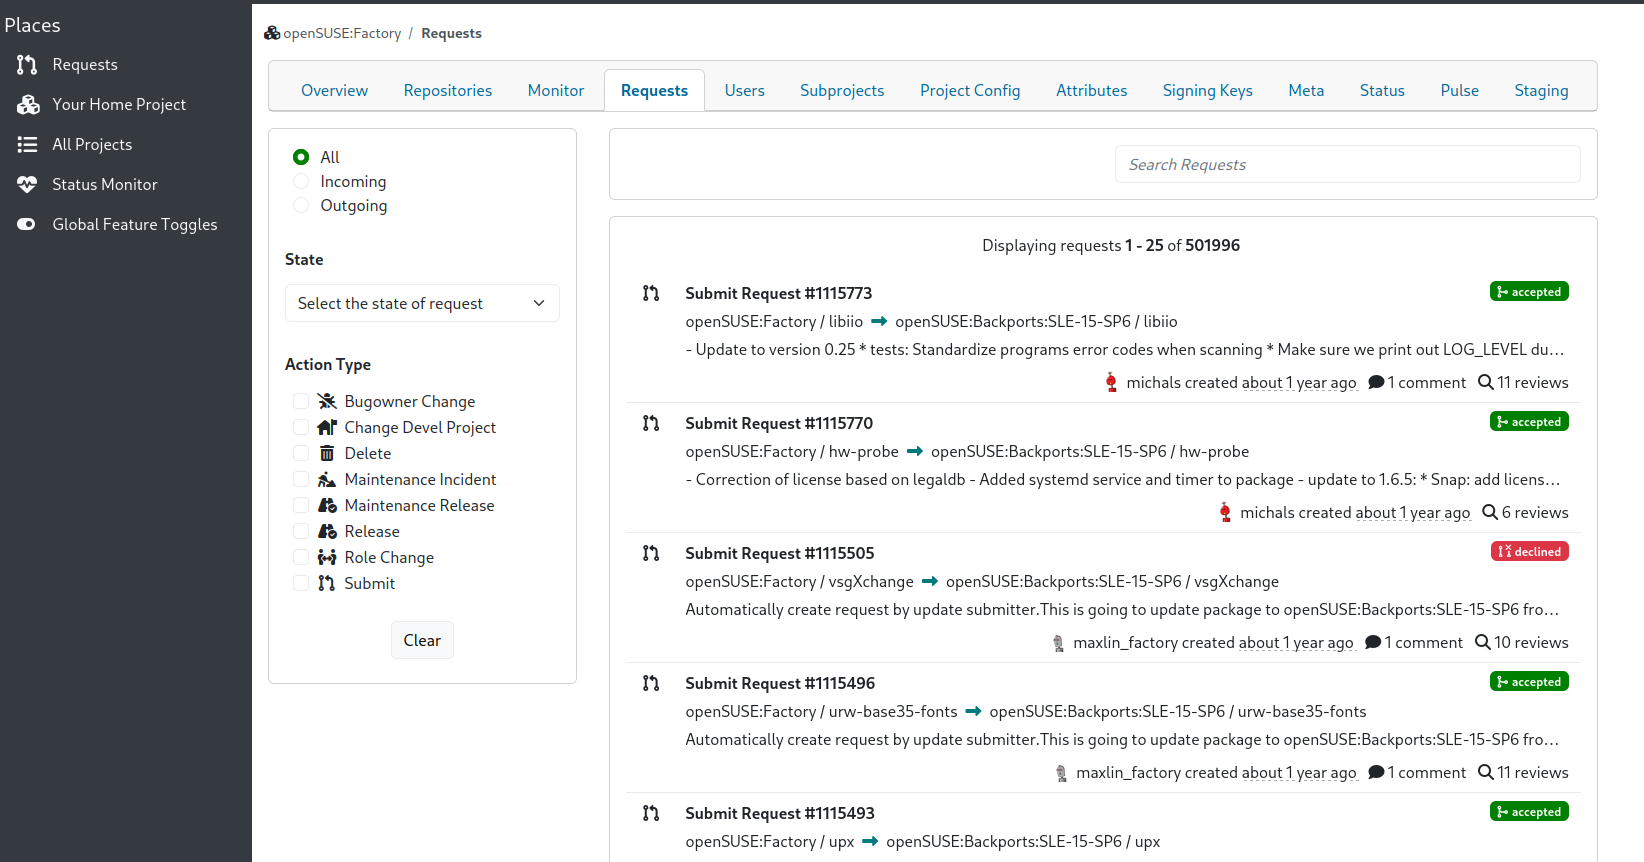 Places
Requests
Your Home Project
All Projects
Status Monitor
Global Feature Toggles
openSUSE:Factory / Requests
Overview Repositories Monitor Requests Users Subprojects Project Config Attributes Signing Keys Meta Status Pulse Staging
All
Incoming
Outgoing
State
Select the state of request
Action Type
Bugowner Change
Change Devel Project
Delete
Maintenance Incident
Maintenance Release
Release
Role Change
Submit
Clear
Search Requests
Displaying requests 1 - 25 of 501996
Submit Request #1115773 accepted
openSUSE:Factory / libiio openSUSE:Backports:SLE-15-SP6 / libiio
- Update to version 0.25 * tests: Standardize programs error codes when scanning * Make sure we print out LOG_LEVEL du...
michals created about 1 year ago 1 comment 11 reviews
Submit Request #1115770 accepted
openSUSE:Factory / hw-probe openSUSE:Backports:SLE-15-SP6 / hw-probe
- Correction of license based on legaldb - Added systemd service and timer to package - update to 1.6.5: * Snap: add licens...
michals created about 1 year ago 6 reviews
Submit Request #1115505 declined
openSUSE:Factory / vsgXchange openSUSE:Backports:SLE-15-SP6 / vsgXchange
Automatically create request by update submitter.This is going to update package to openSUSE:Backports:SLE-15-SP6 fro...
maxlin_factory created about 1 year ago 1 comment 10 reviews
Submit Request #1115496 accepted
openSUSE:Factory / urw-base35-fonts openSUSE:Backports:SLE-15-SP6 / urw-base35-fonts
Automatically create request by update submitter.This is going to update package to openSUSE:Backports:SLE-15-SP6 fro...
maxlin_factory created about 1 year ago 1 comment 11 reviews
Submit Request #1115493 accepted
openSUSE:Factory / upx openSUSE:Backports:SLE-15-SP6 / upx